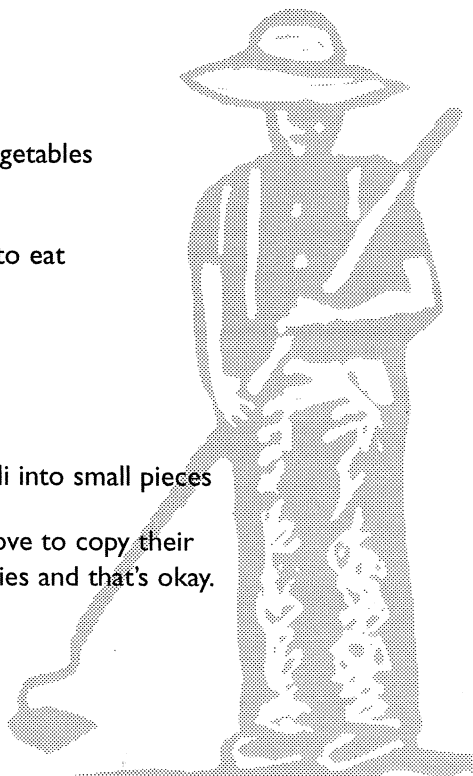 getables
to eat
li into small pieces
ove to copy their
ies and that's okay.